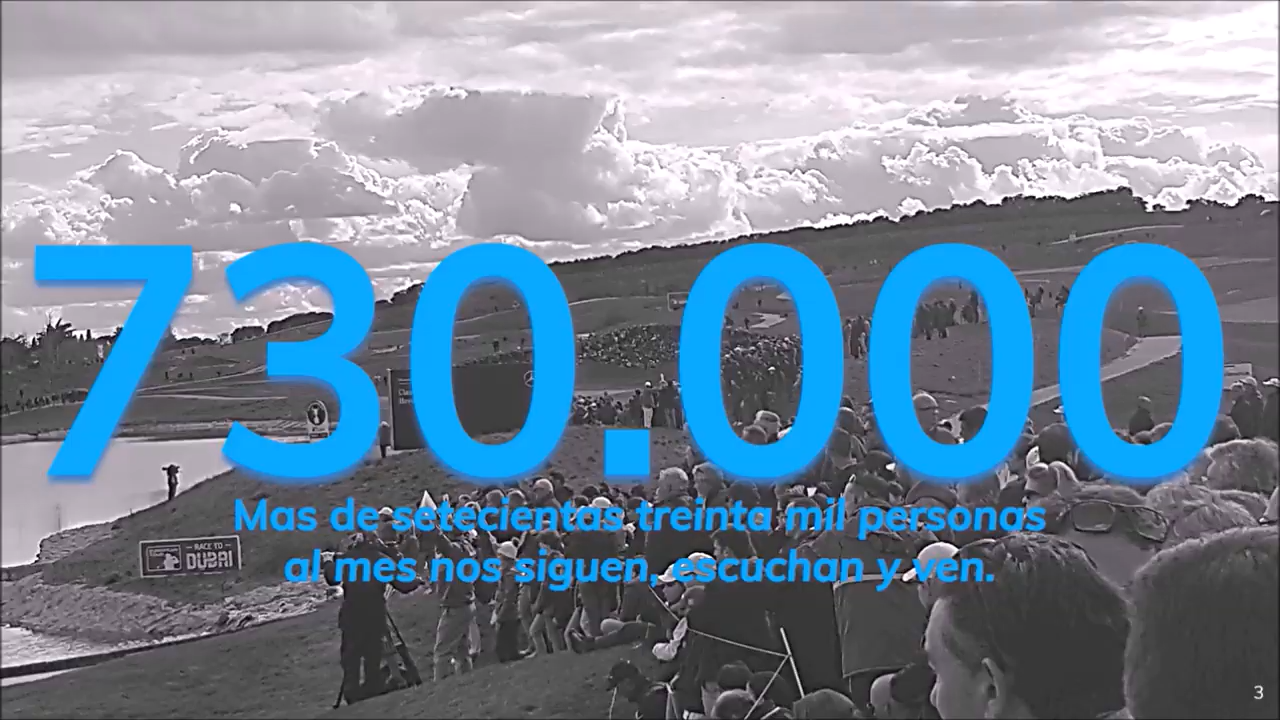 730.000
Mas de setecientas treinta mil personas
al mes nos siguen, escuchan y ven.
RACE TO
DUBAI
3